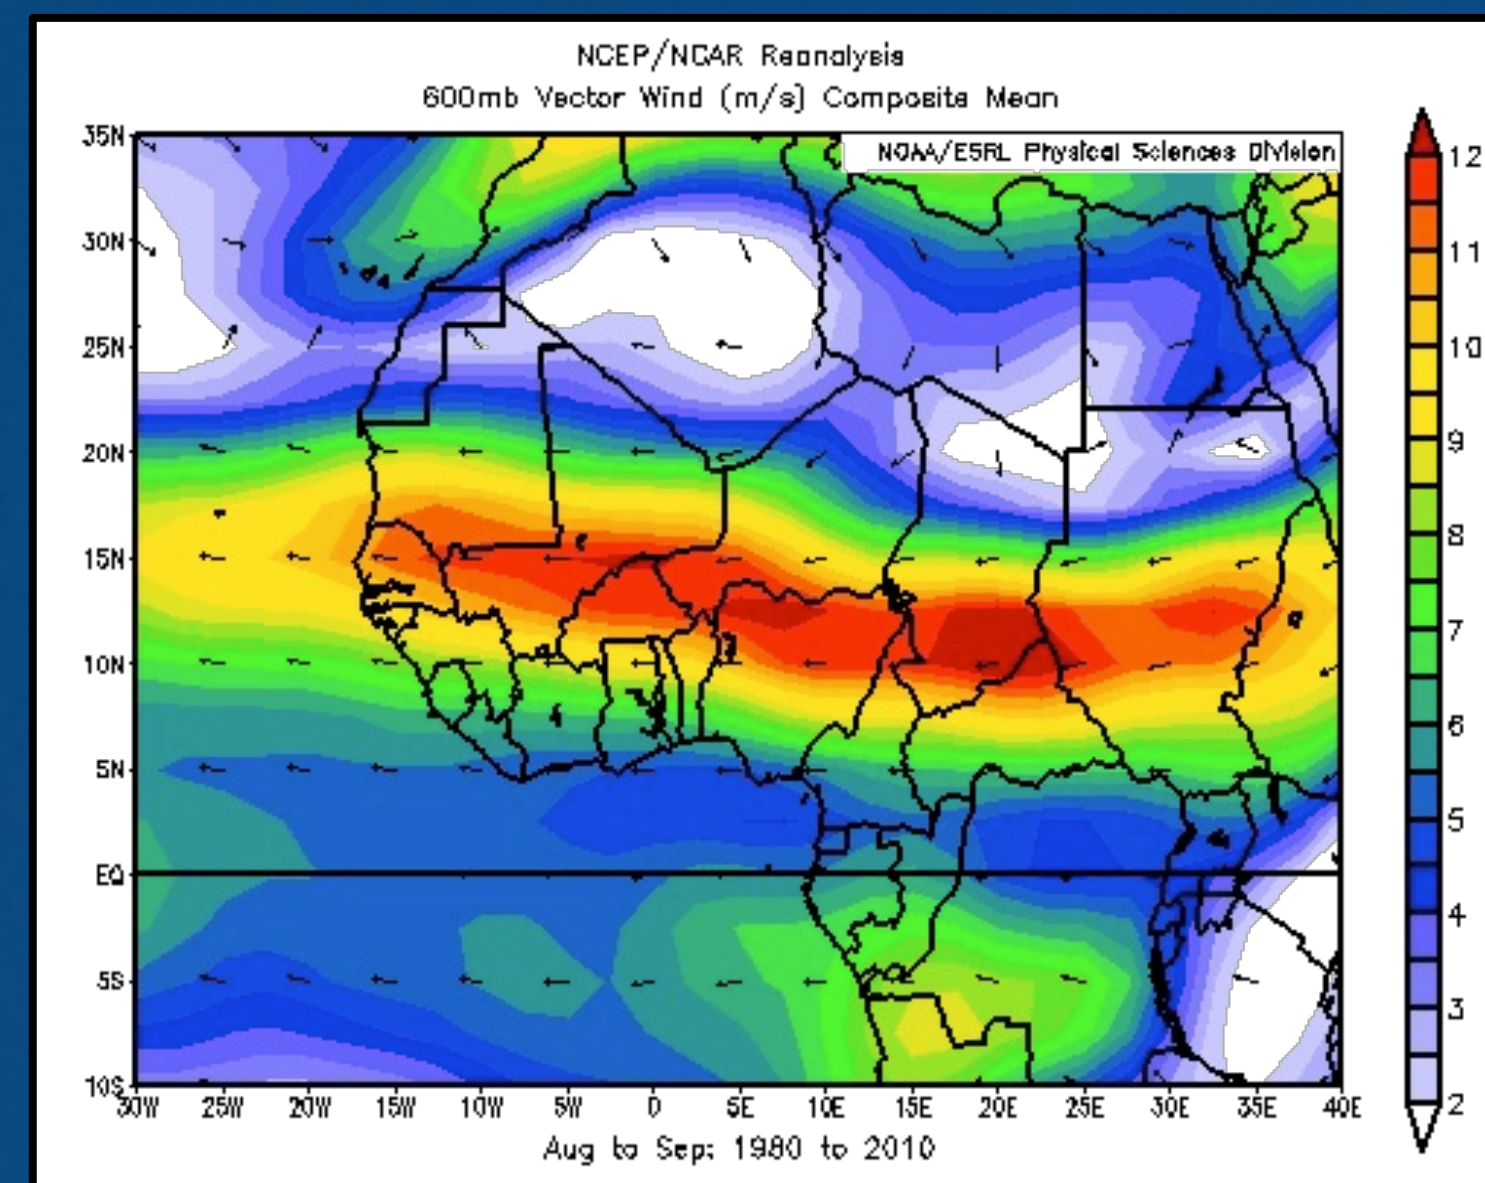 NCEP/NCAR Reanalysis
600mb Vector Wind (m/s) Composite Mean
NOAA/ESRL Physical Sciences Division
35N
30N
25N
20N
15N
10N
5N
EQ
5S
10S
30W 25W 20W 15W 10W 5W 0 5E 10E 15E 20E 25E 30E 35E 40E
Aug to Sep: 1980 to 2010
12
11
10
9
8
7
6
5
4
3
2